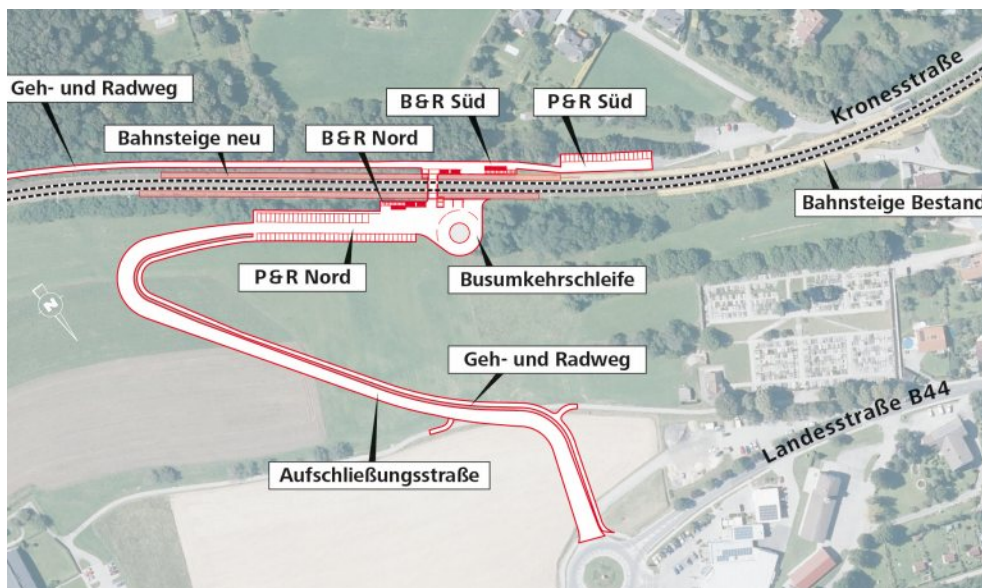 Geh- und Radweg
B & R Süd
P & R Süd
Kronesstraße
Bahnsteige neu
B & R Nord
Bahnsteige Bestand
P & R Nord
Busumkehrschleife
N
Geh- und Radweg
Landesstraße B44
Aufschließungsstraße